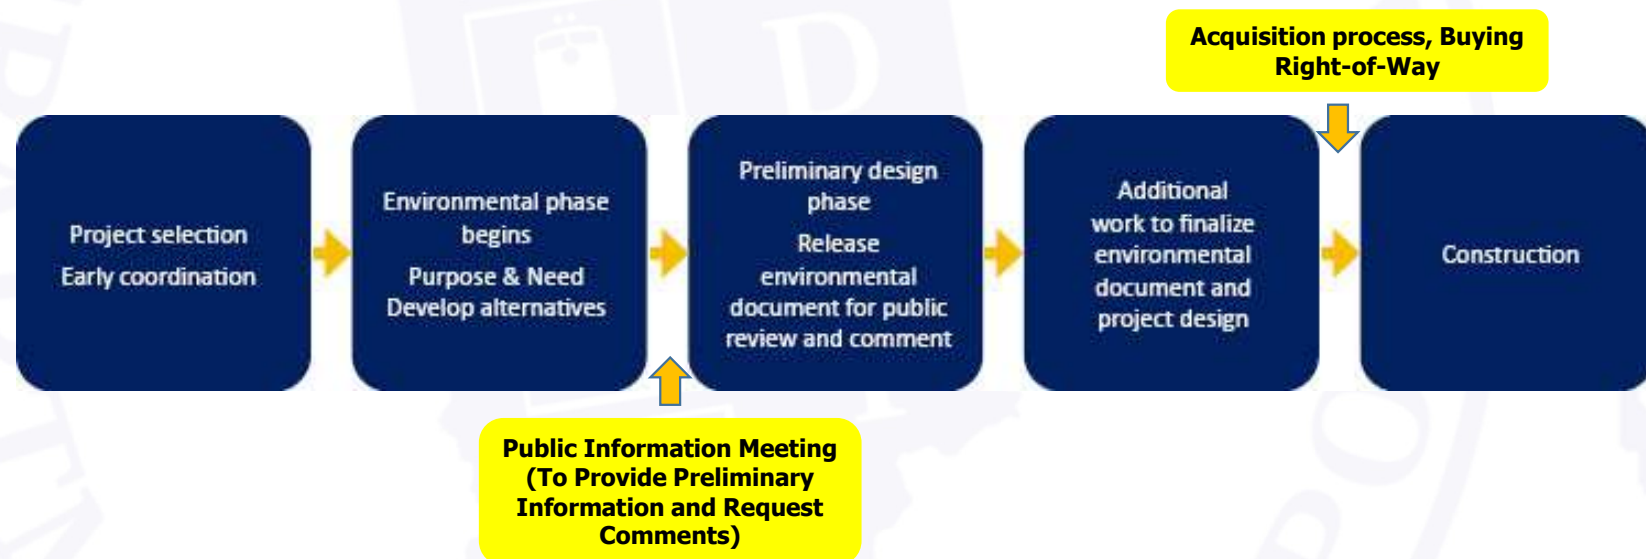 Acquisition process, Buying
Right-of-Way
Project selection
Early coordination
Environmental phase
begins
Purpose & Need
Develop alternatives
Preliminary design
phase
Release
environmental
document for public
review and comment
Additional
work to finalize
environmental
document and
project design
Construction
Public Information Meeting
(To Provide Preliminary
Information and Request
Comments)